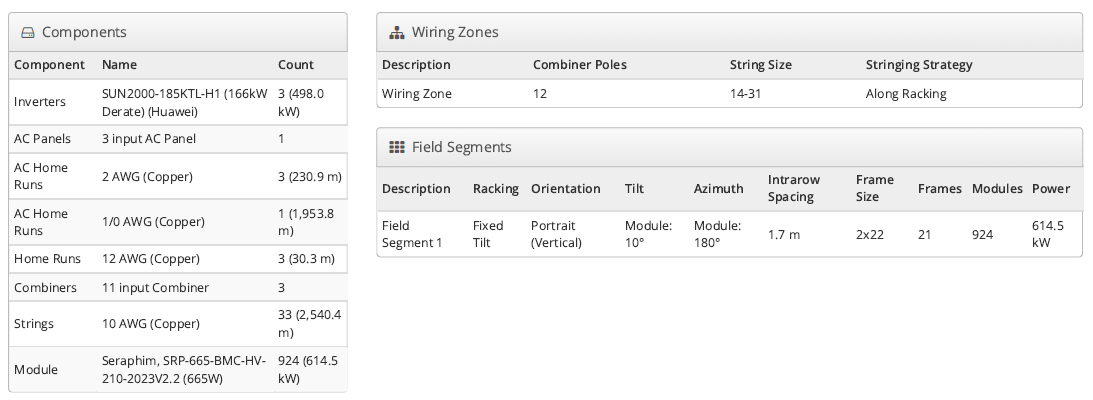 Components
Component Name Count
Inverters SUN2000-185KTL-H1 (166kW Derate) (Huawei) 3 (498.0 kW)
AC Panels 3 input AC Panel 1
AC Home Runs 2 AWG (Copper) 3 (230.9 m)
AC Home Runs 1/0 AWG (Copper) 1 (1,953.8 m)
Home Runs 12 AWG (Copper) 3 (30.3 m)
Combiners 11 input Combiner 3
Strings 10 AWG (Copper) 33 (2,540.4 m)
Module Seraphim, SRP-665-BMC-HV-210-2023V2.2 (665W) 924 (614.5 kW)
Wiring Zones
Description Combiner Poles String Size Stringing Strategy
Wiring Zone 12 14-31 Along Racking
Field Segments
Description Racking Orientation Tilt Azimuth Intrarow Spacing Frame Size Frames Modules Power
Field Segment 1 Fixed Tilt Portrait (Vertical) Module: 10° Module: 180° 1.7 m 2x22 21 924 614.5 kW